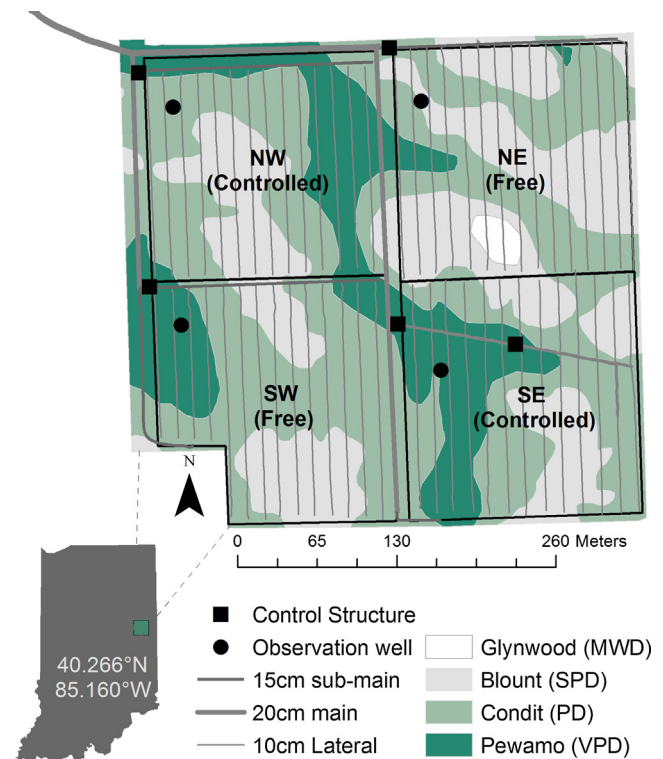 NW
(Controlled)
NE
(Free)
SW
(Free)
SE
(Controlled)
N
0 65 130 260 Meters
40.266°N
85.160°W
Control Structure
Observation well
15cm sub-main
20cm main
10cm Lateral
Glynwood (MWD)
Blount (SPD)
Condit (PD)
Pewamo (VPD)